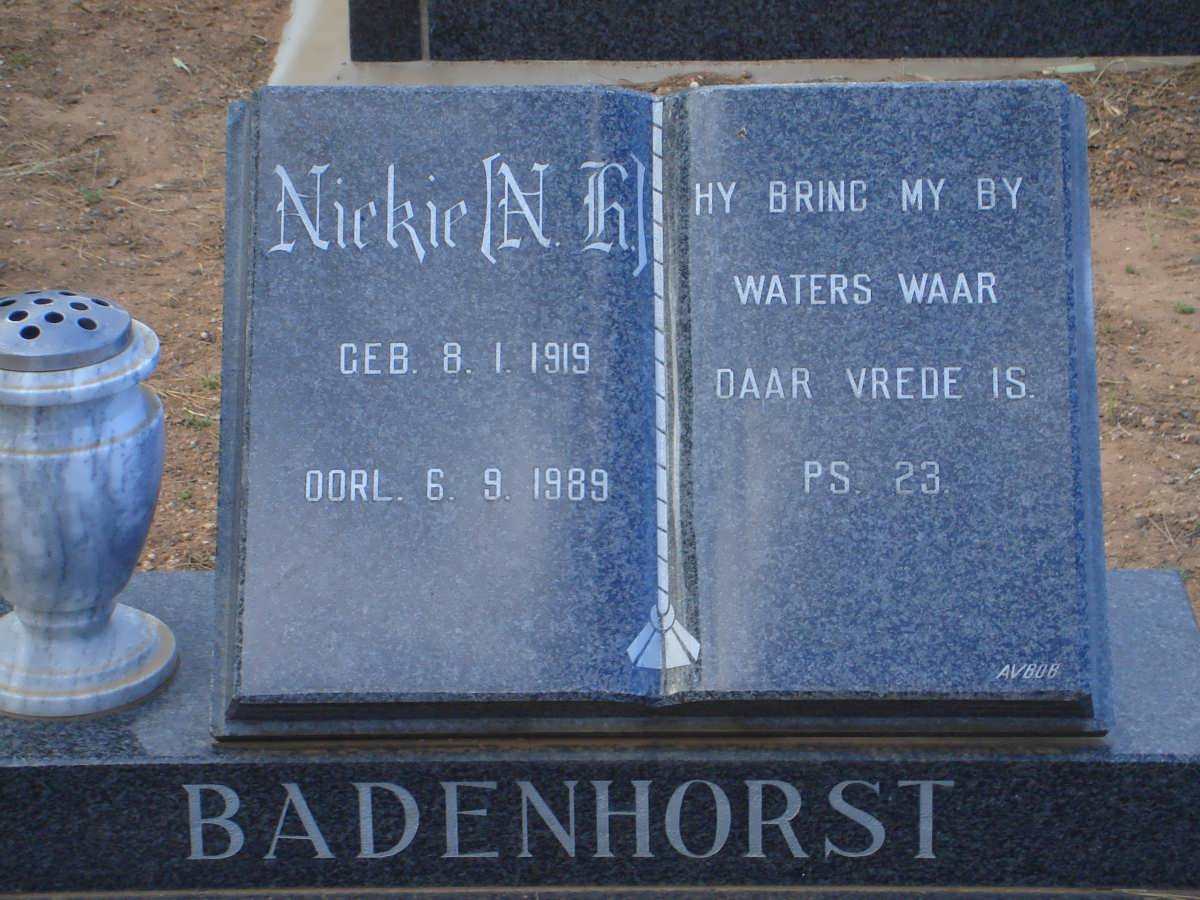 Nickie (N. H.)
GEB. 8. 1. 1919
OORL. 6. 9. 1989
HY BRING MY BY
WATERS WAAR
DAAR VREDE IS.
PS. 23.
AVBOB
BADENHORST